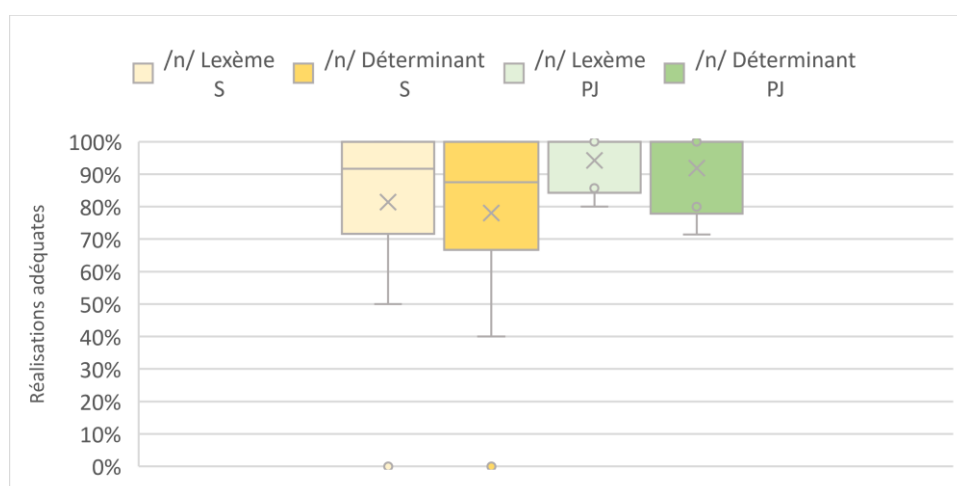 /n/ Lexème S
/n/ Déterminant S
/n/ Lexème PJ
/n/ Déterminant PJ
Réalisations adéquates
100%
90%
80%
70%
60%
50%
40%
30%
20%
10%
0%